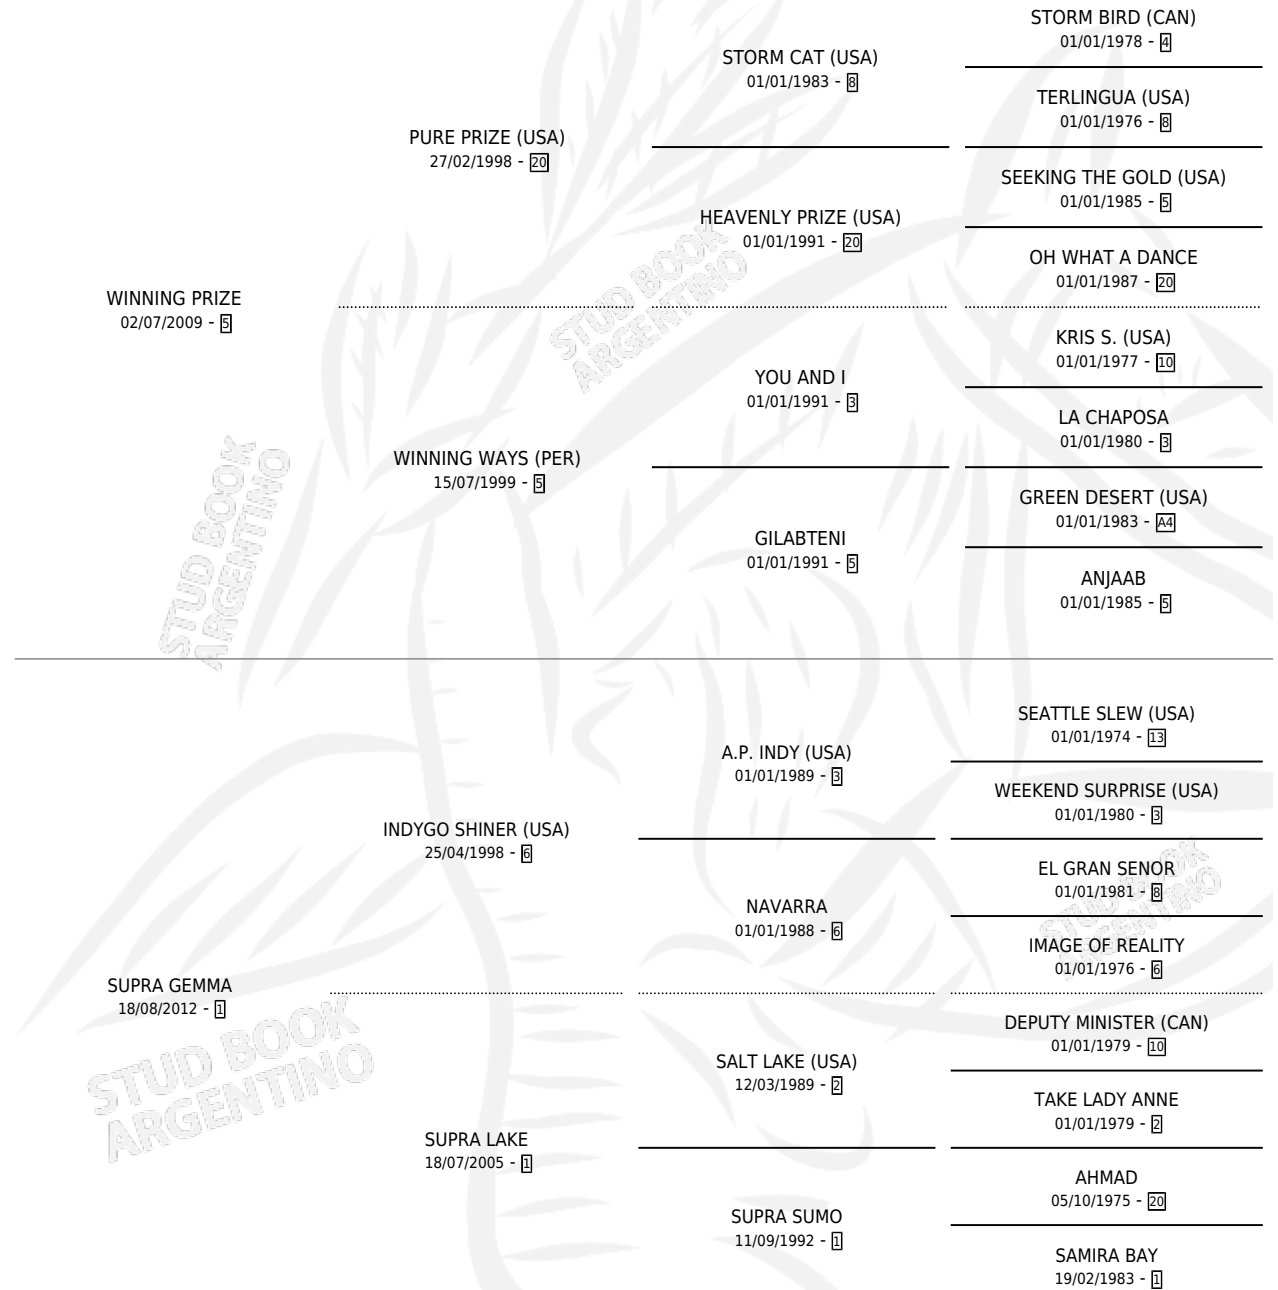 STORM BIRD (CAN)
01/01/1978 - 4
STORM CAT (USA)
01/01/1983 - 8
TERLINGUA (USA)
01/01/1976 - 8
PURE PRIZE (USA)
27/02/1998 - 20
SEEKING THE GOLD (USA)
01/01/1985 - 5
HEAVENLY PRIZE (USA)
01/01/1991 - 20
OH WHAT A DANCE
01/01/1987 - 20
WINNING PRIZE
02/07/2009 - 5
KRIS S. (USA)
01/01/1977 - 10
YOU AND I
01/01/1991 - 3
LA CHAPOSA
01/01/1980 - 3
WINNING WAYS (PER)
15/07/1999 - 5
GREEN DESERT (USA)
01/01/1983 - A4
GILABTENI
01/01/1991 - 5
ANJAAB
01/01/1985 - 5
STUD BOOK
ARGENTINO
STUD BOOK
ARGENTINO
SEATTLE SLEW (USA)
01/01/1974 - 13
A.P. INDY (USA)
01/01/1989 - 3
WEEKEND SURPRISE (USA)
01/01/1980 - 3
INDYGO SHINER (USA)
25/04/1998 - 6
EL GRAN SENOR
01/01/1981 - 8
NAVARRA
01/01/1988 - 6
IMAGE OF REALITY
01/01/1976 - 6
SUPRA GEMMA
18/08/2012 - 1
DEPUTY MINISTER (CAN)
01/01/1979 - 10
SALT LAKE (USA)
12/03/1989 - 2
TAKE LADY ANNE
01/01/1979 - 2
SUPRA LAKE
18/07/2005 - 1
AHMAD
05/10/1975 - 20
SUPRA SUMO
11/09/1992 - 1
SAMIRA BAY
19/02/1983 - 1
STUD BOOK
ARGENTINO
STUD BOOK
ARGENTINO